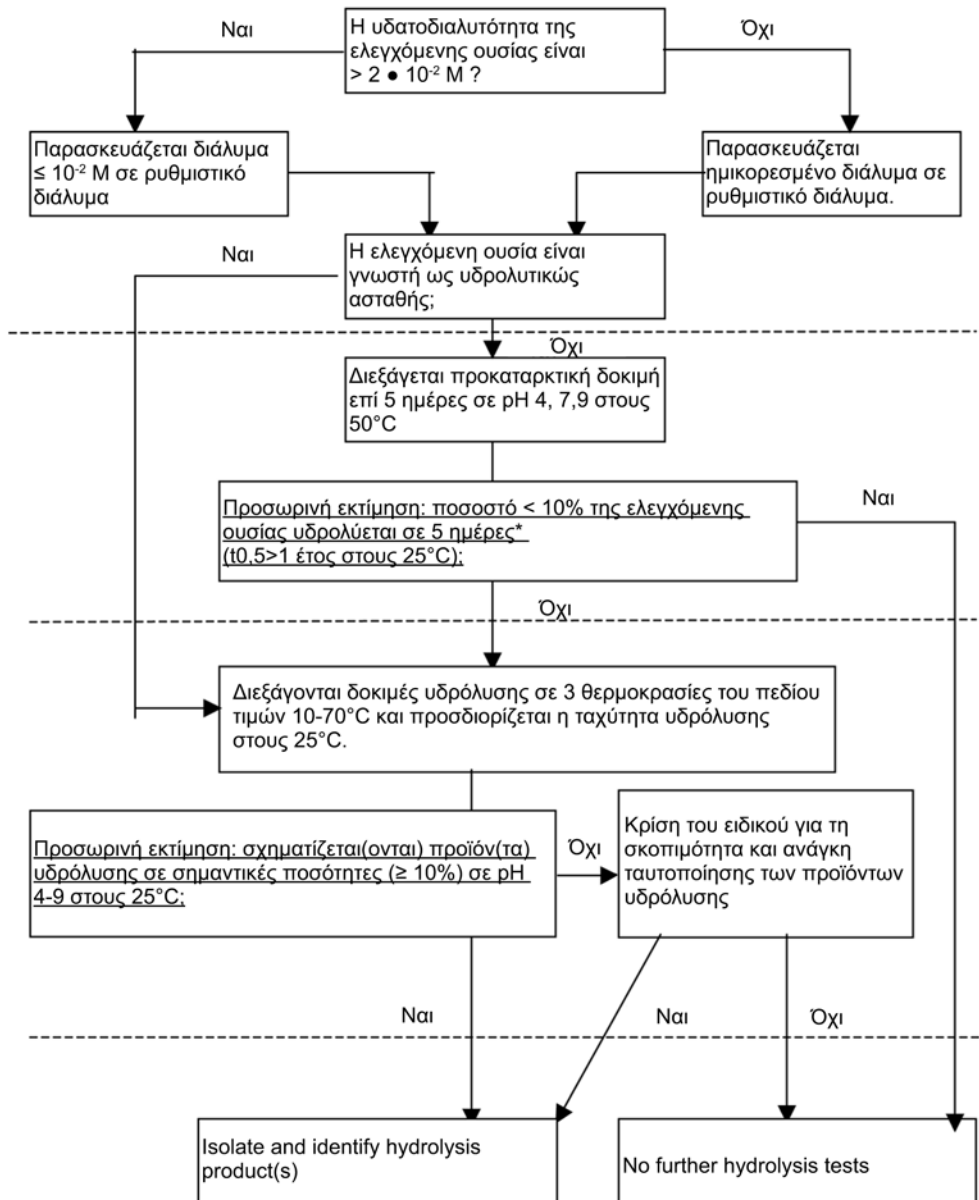 Ναι
Η υδατοδιαλυτότητα της
ελεγχόμενης ουσίας είναι
> 2 ● 10⁻² M ?
Όχι
Παρασκευάζεται διάλυμα
≤ 10⁻² M σε ρυθμιστικό
διάλυμα
Παρασκευάζεται
ημικορεσμένο διάλυμα σε
ρυθμιστικό διάλυμα.
Ναι
Η ελεγχόμενη ουσία είναι
γνωστή ως υδρολυτικώς
ασταθής;
Όχι
Διεξάγεται προκαταρκτική δοκιμή
επί 5 ημέρες σε pH 4, 7,9 στους
50°C
Προσωρινή εκτίμηση: ποσοστό < 10% της ελεγχόμενης
ουσίας υδρολύεται σε 5 ημέρες*
(t0,5>1 έτος στους 25°C);
Ναι
Όχι
Διεξάγονται δοκιμές υδρόλυσης σε 3 θερμοκρασίες του πεδίου
τιμών 10-70°C και προσδιορίζεται η ταχύτητα υδρόλυσης
στους 25°C.
Προσωρινή εκτίμηση: σχηματίζεται(ονται) προϊόν(τα)
υδρόλυσης σε σημαντικές ποσότητες (≥ 10%) σε pH
4-9 στους 25°C;
Όχι
Κρίση του ειδικού για τη
σκοπιμότητα και ανάγκη
ταυτοποίησης των προϊόντων
υδρόλυσης
Ναι
Ναι
Όχι
Isolate and identify hydrolysis
product(s)
No further hydrolysis tests